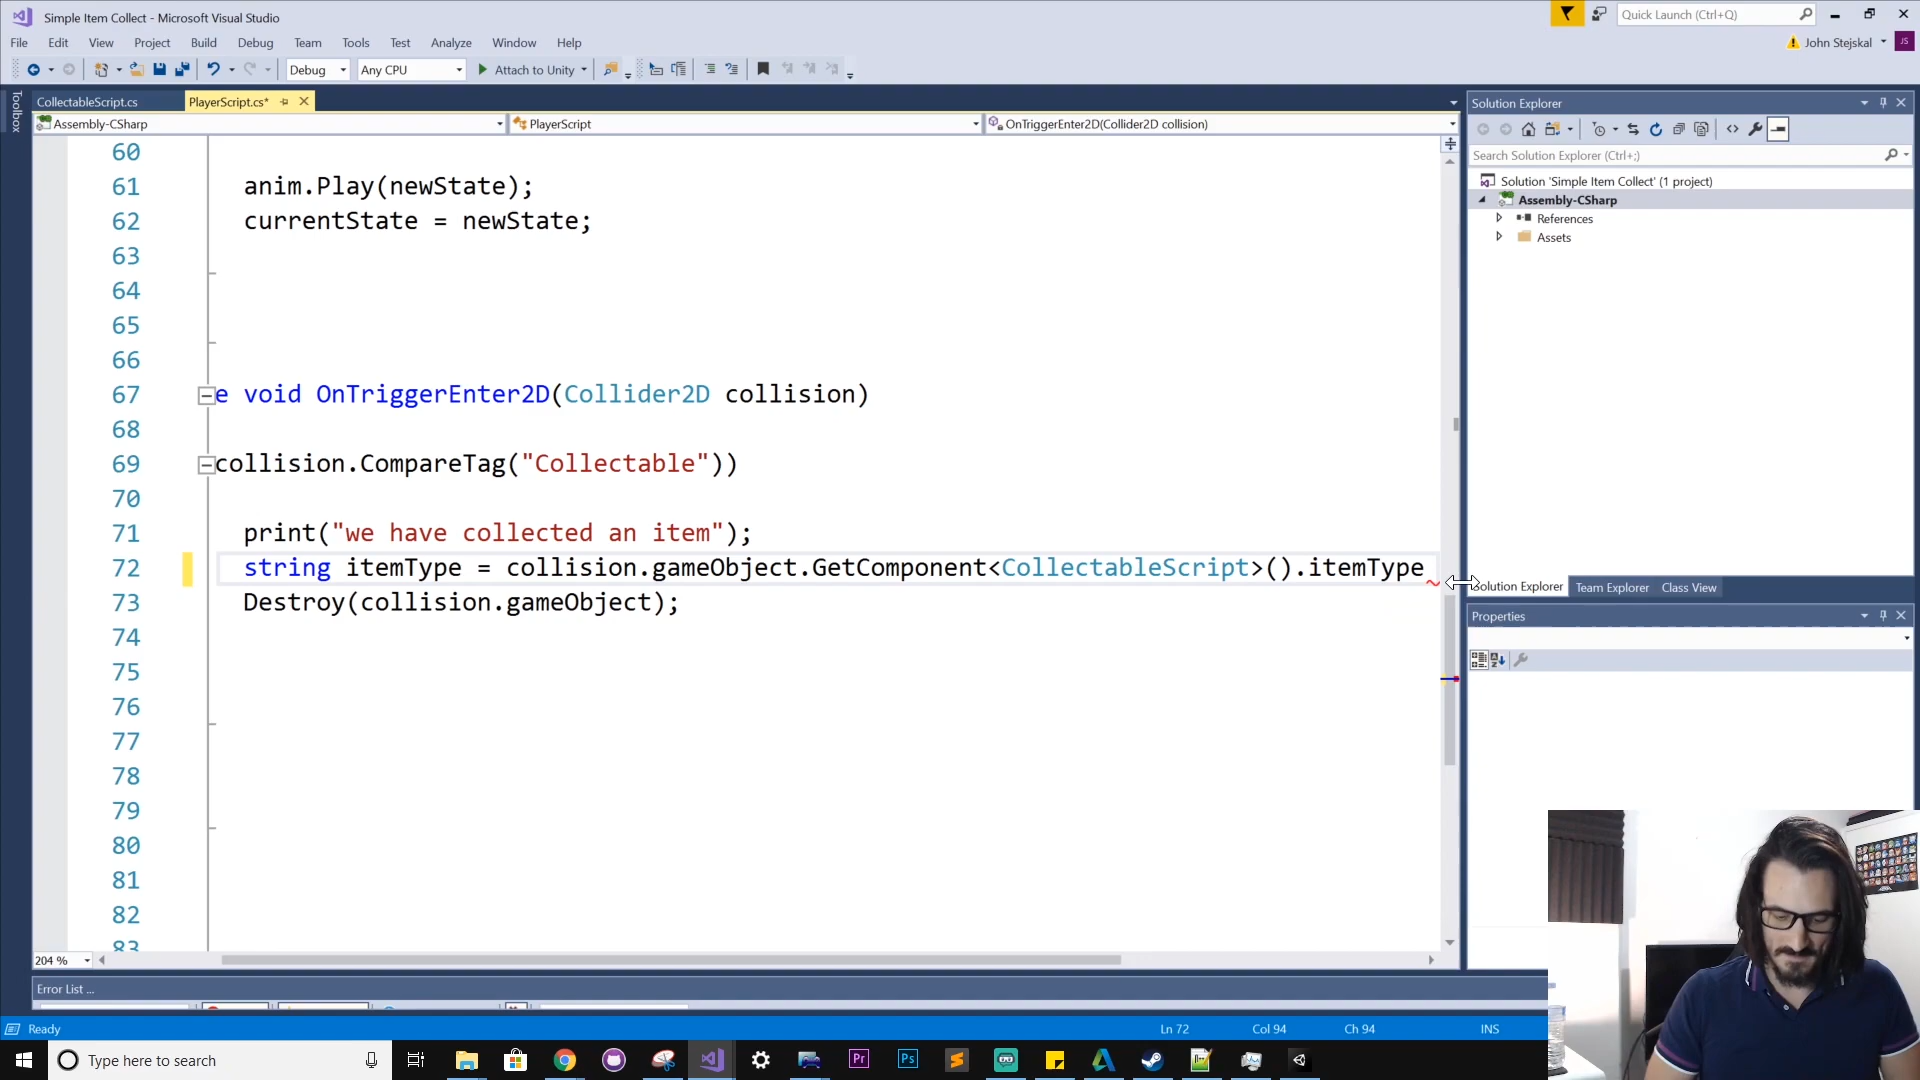 Simple Item Collect - Microsoft Visual Studio
Quick Launch (Ctrl+Q)
File Edit View Project Build Debug Team Tools Test Analyze Window Help
John Stejskal JS
Debug Any CPU Attach to Unity
Toolbox
CollectableScript.cs PlayerScript.cs*
Assembly-CSharp PlayerScript OnTriggerEnter2D(Collider2D collision)
60
61 anim.Play(newState);
62 currentState = newState;
63
64
65
66
67 e void OnTriggerEnter2D(Collider2D collision)
68
69 collision.CompareTag("Collectable"))
70
71 print("we have collected an item");
72 string itemType = collision.gameObject.GetComponent<CollectableScript>().itemType
73 Destroy(collision.gameObject);
74
75
76
77
78
79
80
81
82
83
204 %
Solution Explorer
Search Solution Explorer (Ctrl+;)
Solution 'Simple Item Collect' (1 project)
Assembly-CSharp
References
Assets
Solution Explorer Team Explorer Class View
Properties
Error List ...
Ready Ln 72 Col 94 Ch 94 INS
Type here to search
Pr Ps